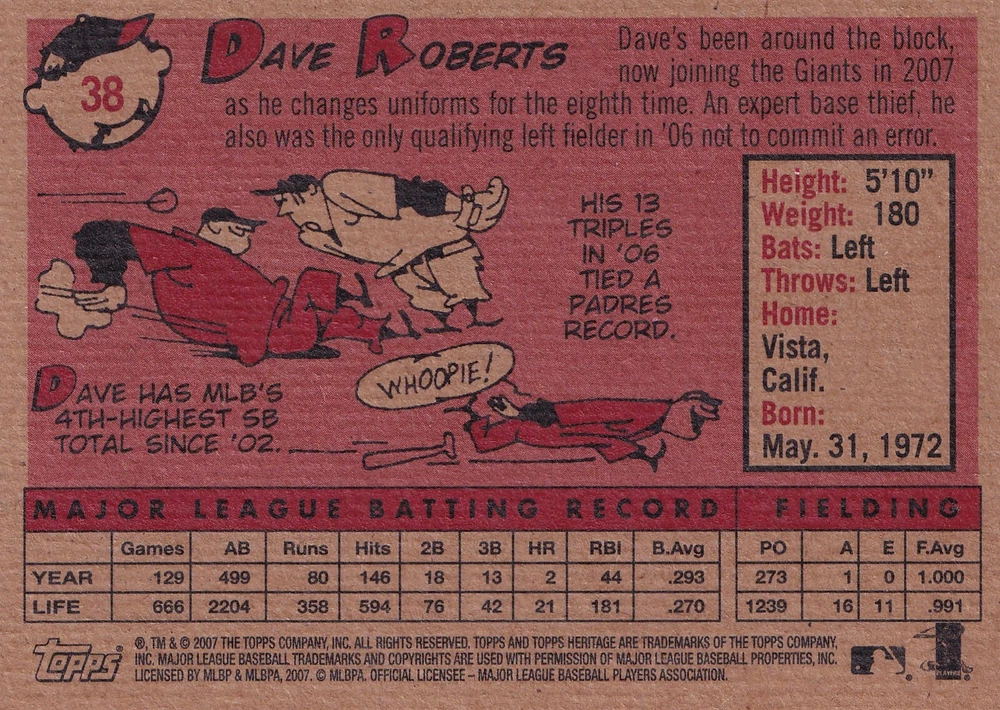 38
DAVE ROBERTS
Dave's been around the block,
now joining the Giants in 2007
as he changes uniforms for the eighth time. An expert base thief, he
also was the only qualifying left fielder in '06 not to commit an error.
HIS 13
TRIPLES
IN '06
TIED A
PADRES
RECORD.
DAVE HAS MLB'S
4TH-HIGHEST SB
TOTAL SINCE '02.
WHOOPIE!
Height: 5'10"
Weight: 180
Bats: Left
Throws: Left
Home:
Vista,
Calif.
Born:
May. 31, 1972
MAJOR LEAGUE BATTING RECORD FIELDING
Games AB Runs Hits 2B 3B HR RBI B.Avg PO A E F.Avg
YEAR 129 499 80 146 18 13 2 44 .293 273 1 0 1.000
LIFE 666 2204 358 594 76 42 21 181 .270 1239 16 11 .991
Topps®
®, TM & © 2007 THE TOPPS COMPANY, INC. ALL RIGHTS RESERVED. TOPPS AND TOPPS HERITAGE ARE TRADEMARKS OF THE TOPPS COMPANY,
INC. MAJOR LEAGUE BASEBALL TRADEMARKS AND COPYRIGHTS ARE USED WITH PERMISSION OF MAJOR LEAGUE BASEBALL PROPERTIES, INC.
LICENSED BY MLBP & MLBPA, 2007. © MLBPA. OFFICIAL LICENSEE – MAJOR LEAGUE BASEBALL PLAYERS ASSOCIATION.